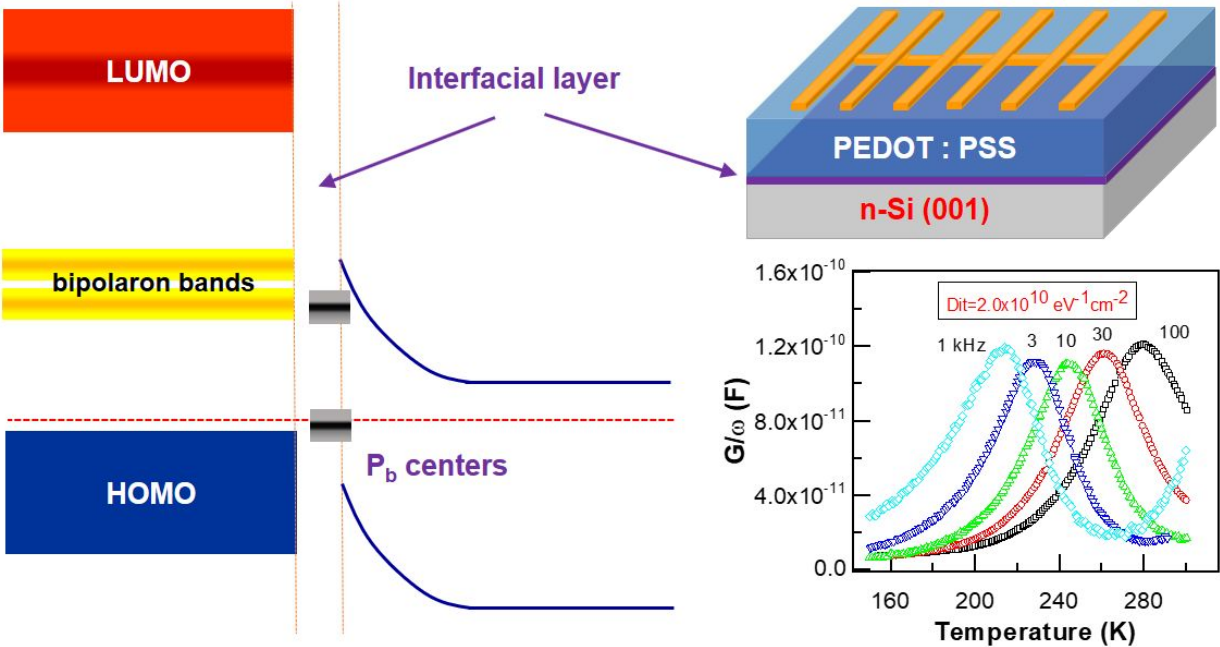 LUMO
Interfacial layer
bipolaron bands
P_b centers
HOMO
PEDOT : PSS
n-Si (001)
1.6x10^-10
1.2x10^-10
8.0x10^-11
4.0x10^-11
0.0
G/ω (F)
Dit=2.0x10^10 eV^-1cm^-2
1 kHz 3 10 30 100
160 200 240 280
Temperature (K)